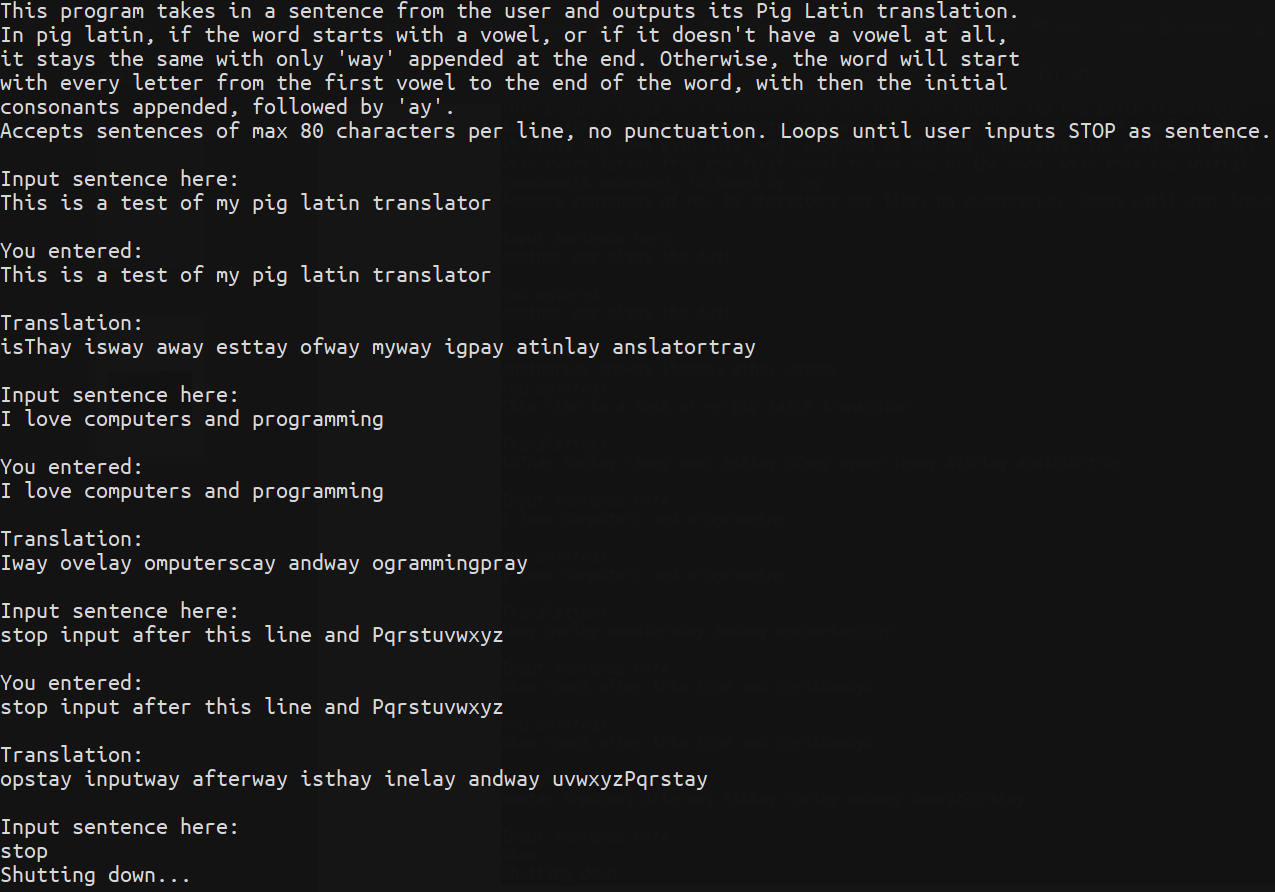 This program takes in a sentence from the user and outputs its Pig Latin translation.
In pig latin, if the word starts with a vowel, or if it doesn't have a vowel at all,
it stays the same with only 'way' appended at the end. Otherwise, the word will start
with every letter from the first vowel to the end of the word, with then the initial
consonants appended, followed by 'ay'.
Accepts sentences of max 80 characters per line, no punctuation. Loops until user inputs STOP as sentence.
Input sentence here:
This is a test of my pig latin translator
You entered:
This is a test of my pig latin translator
Translation:
isThay isway away esttay ofway myway igpay atinlay anslatortray
Input sentence here:
I love computers and programming
You entered:
I love computers and programming
Translation:
Iway ovelay omputerscay andway ogrammingpray
Input sentence here:
stop input after this line and Pqrstuvwxyz
You entered:
stop input after this line and Pqrstuvwxyz
Translation:
opstay inputway afterway isthay inelay andway uvwxyzPqrstay
Input sentence here:
stop
Shutting down...